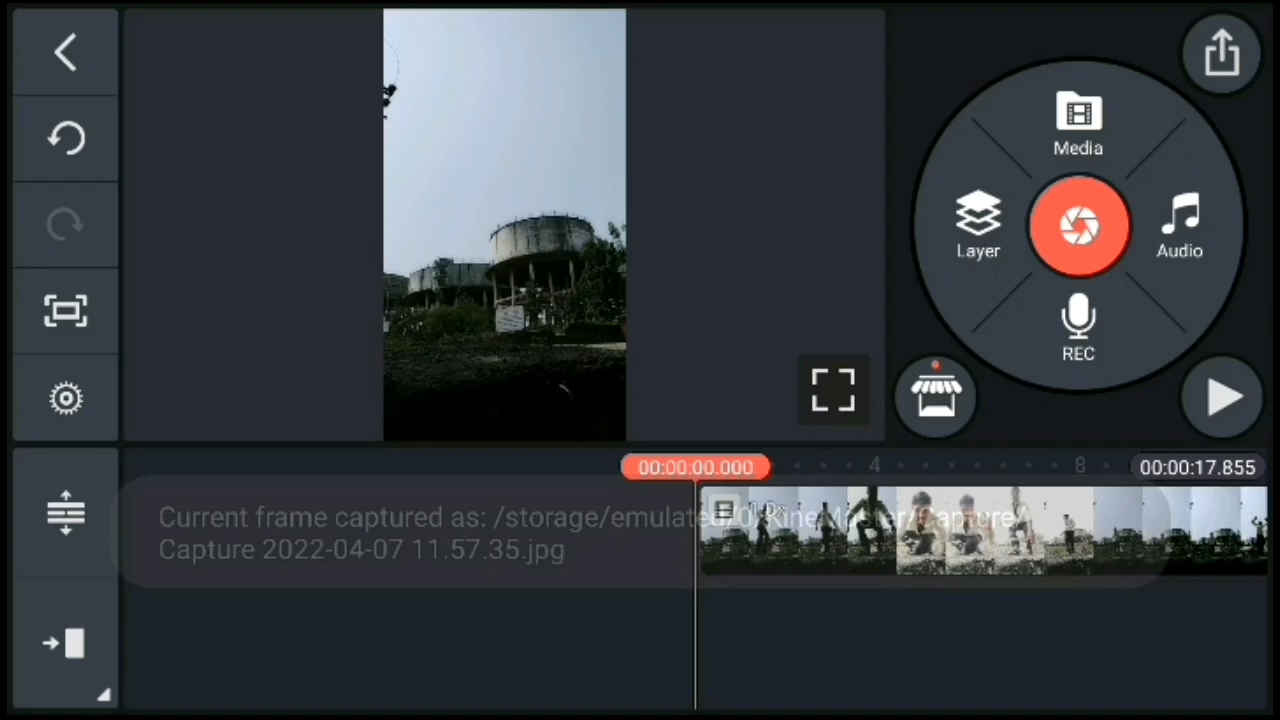 Media
Layer
Audio
REC
00:00:00.000
4
8
00:00:17.855
Current frame captured as: /storage/emulated/0/KineMaster/Capture/
Capture 2022-04-07 11.57.35.jpg